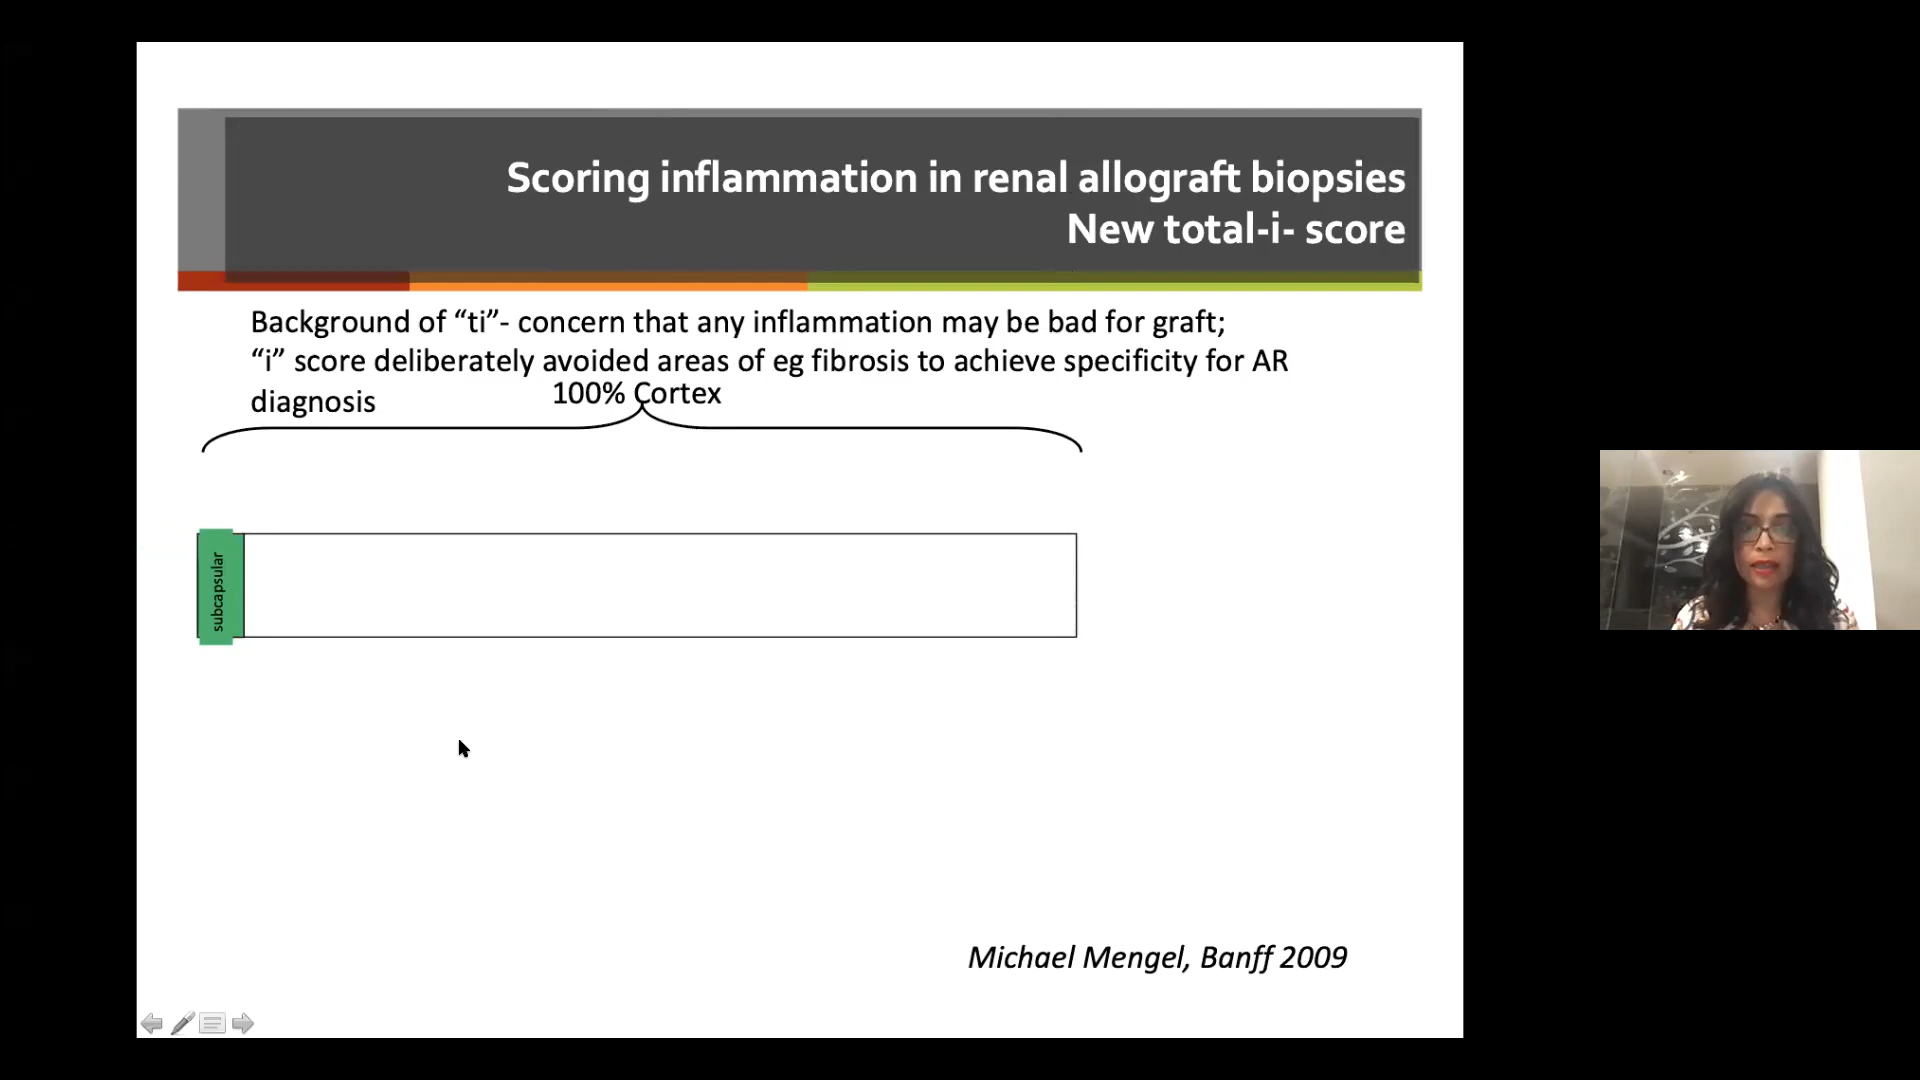 Scoring inflammation in renal allograft biopsies
New total-i- score
Background of “ti”- concern that any inflammation may be bad for graft;
“i” score deliberately avoided areas of eg fibrosis to achieve specificity for AR
diagnosis
100% Cortex
subcapsular
Michael Mengel, Banff 2009